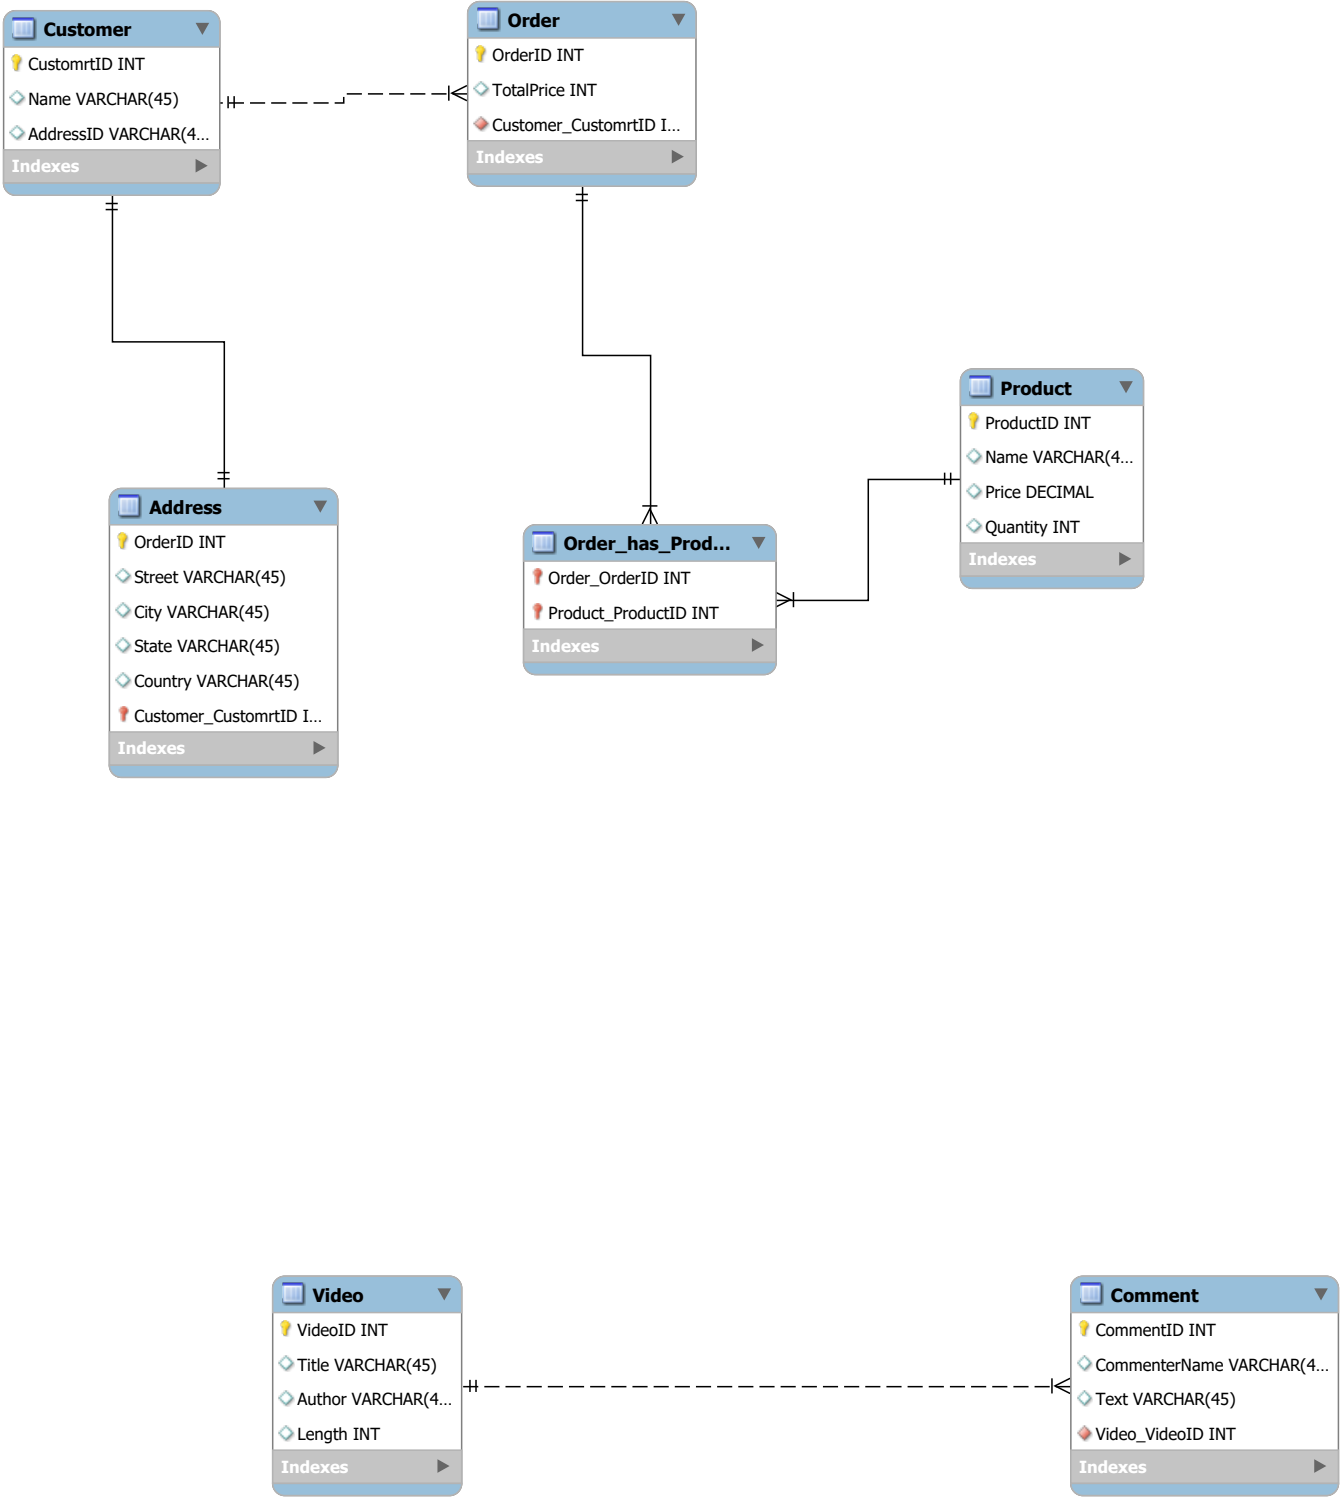 Customer
CustomrtID INT
Name VARCHAR(45)
AddressID VARCHAR(4...
Indexes
Order
OrderID INT
TotalPrice INT
Customer_CustomrtID I...
Indexes
Product
ProductID INT
Name VARCHAR(4...
Price DECIMAL
Quantity INT
Indexes
Address
OrderID INT
Street VARCHAR(45)
City VARCHAR(45)
State VARCHAR(45)
Country VARCHAR(45)
Customer_CustomrtID I...
Indexes
Order_has_Prod...
Order_OrderID INT
Product_ProductID INT
Indexes
Video
VideoID INT
Title VARCHAR(45)
Author VARCHAR(4...
Length INT
Indexes
Comment
CommentID INT
CommenterName VARCHAR(4...
Text VARCHAR(45)
Video_VideoID INT
Indexes